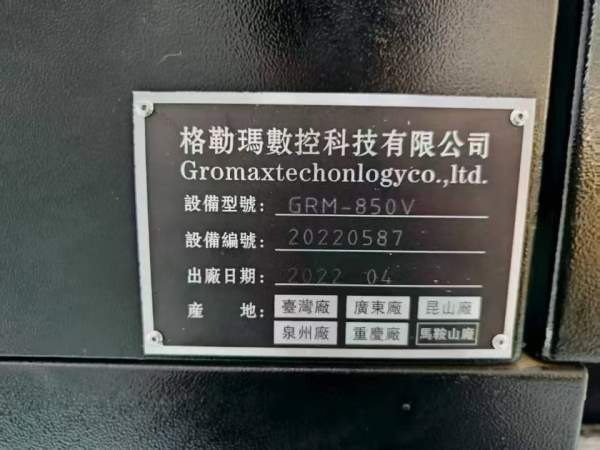 格勒瑪數控科技有限公司
Gromaxtechonlogyco.,ltd.
設備型號: GRM-850V
設備編號: 20220587
出廠日期: 2022 04
產 地: 臺灣廠 廣東廠 昆山廠
泉州廠 重慶廠 馬鞍山廠